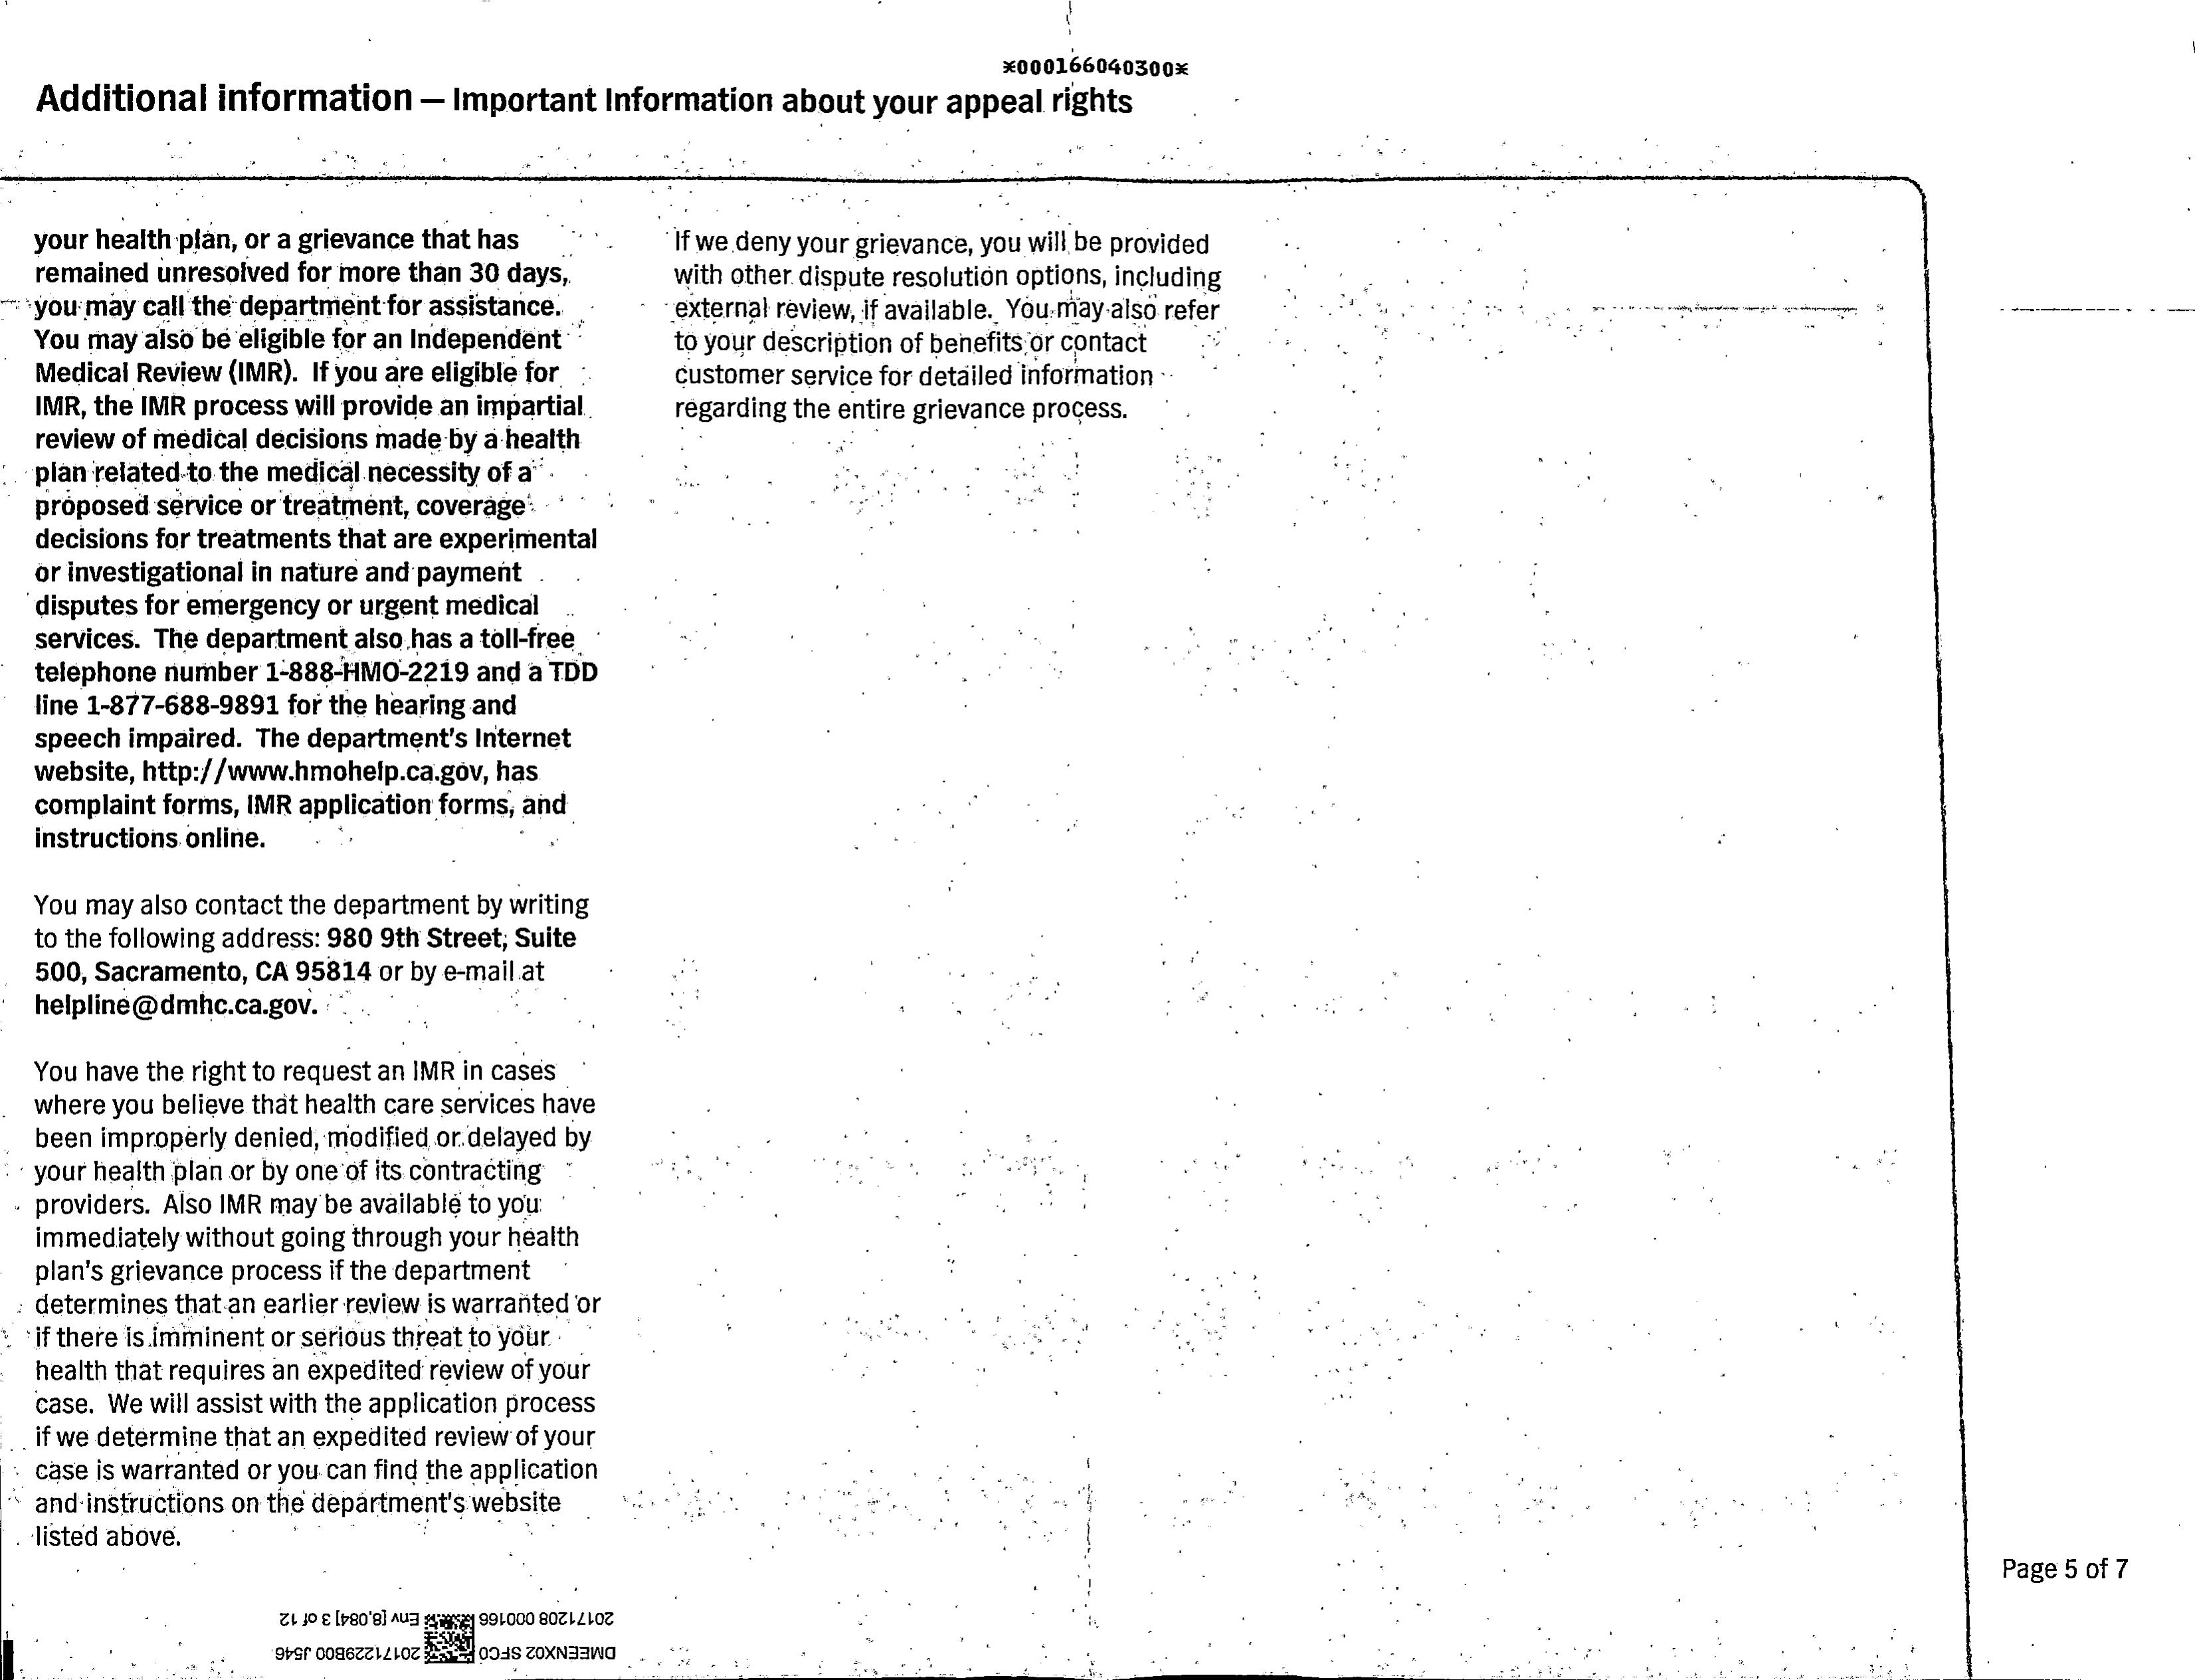 *000166040300*
Additional information — Important Information about your appeal rights
your health plan, or a grievance that has
remained unresolved for more than 30 days,
you may call the department for assistance.
You may also be eligible for an Independent
Medical Review (IMR).  If you are eligible for
IMR, the IMR process will provide an impartial
review of medical decisions made by a health
plan related to the medical necessity of a
proposed service or treatment, coverage
decisions for treatments that are experimental
or investigational in nature and payment
disputes for emergency or urgent medical
services.  The department also has a toll-free
telephone number 1-888-HMO-2219 and a TDD
line 1-877-688-9891 for the hearing and
speech impaired.  The department's Internet
website, http://www.hmohelp.ca.gov, has
complaint forms, IMR application forms, and
instructions online.
You may also contact the department by writing
to the following address: 980 9th Street, Suite
500, Sacramento, CA 95814 or by e-mail at
helpline@dmhc.ca.gov.
You have the right to request an IMR in cases
where you believe that health care services have
been improperly denied, modified or delayed by
your health plan or by one of its contracting
providers.  Also IMR may be available to you
immediately without going through your health
plan's grievance process if the department
determines that an earlier review is warranted or
if there is imminent or serious threat to your
health that requires an expedited review of your
case.  We will assist with the application process
if we determine that an expedited review of your
case is warranted or you can find the application
and instructions on the department's website
listed above.
If we deny your grievance, you will be provided
with other dispute resolution options, including
external review, if available.  You may also refer
to your description of benefits or contact
customer service for detailed information
regarding the entire grievance process.
Page 5 of 7
DMEENX02 SFC0 20171229B00 J546
20171208 000166 Env [8,084] 3 of 12